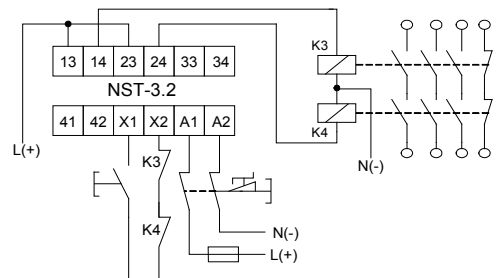 13 14 23 24 33 34
NST-3.2
41 42 X1 X2 A1 A2
L(+)
K3
K4
N(-)
K3
K4
N(-)
L(+)